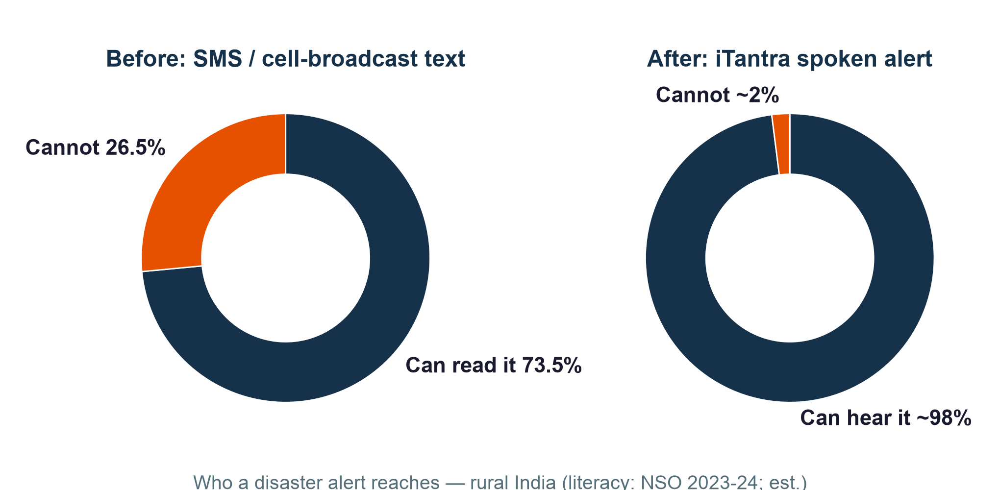 Before: SMS / cell-broadcast text
Cannot 26.5%
Can read it 73.5%
After: iTantra spoken alert
Cannot ~2%
Can hear it ~98%
Who a disaster alert reaches — rural India (literacy: NSO 2023-24; est.)